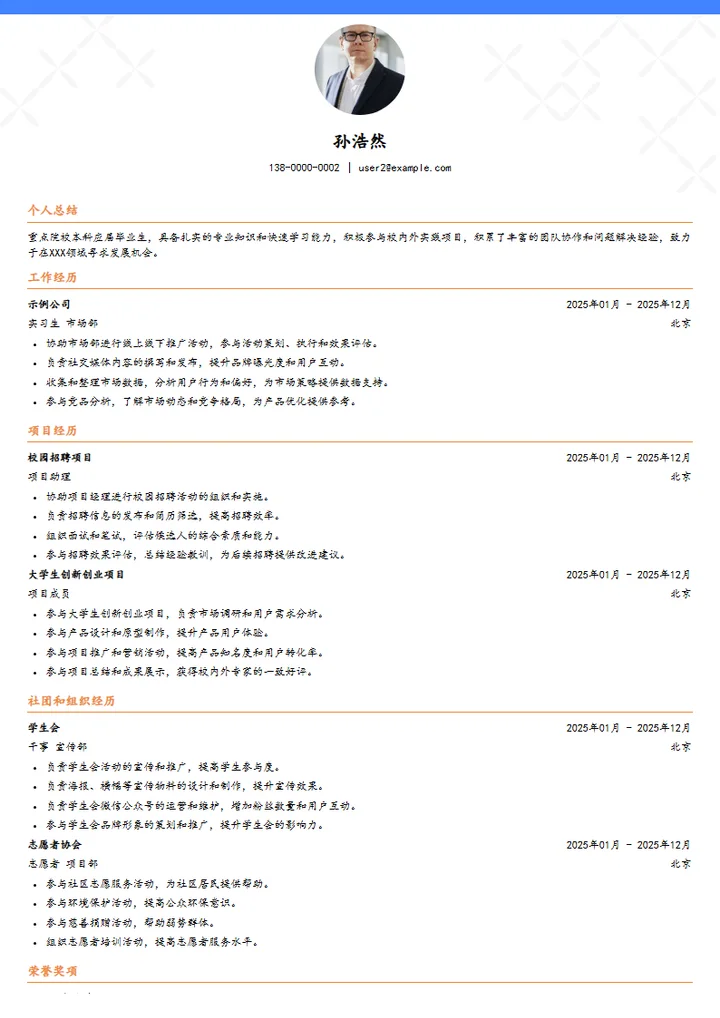 孙浩然
138-0000-0002 | user2@example.com
个人总结
重点院校本科应届毕业生，具备扎实的专业知识和快速学习能力，积极参与校内外实践项目，积累了丰富的团队协作和问题解决经验，致力
于在XXX领域寻求发展机会。
工作经历
示例公司 2025年01月 - 2025年12月
实习生 市场部 北京
• 协助市场部进行线上线下推广活动，参与活动策划、执行和效果评估。
• 负责社交媒体内容的撰写和发布，提升品牌曝光度和用户互动。
• 收集和整理市场数据，分析用户行为和偏好，为市场策略提供数据支持。
• 参与竞品分析，了解市场动态和竞争格局，为产品优化提供参考。
项目经历
校园招聘项目 2025年01月 - 2025年12月
项目助理 北京
• 协助项目经理进行校园招聘活动的组织和实施。
• 负责招聘信息的发布和简历筛选，提高招聘效率。
• 组织面试和笔试，评估候选人的综合素质和能力。
• 参与招聘效果评估，总结经验教训，为后续招聘提供改进建议。
大学生创新创业项目 2025年01月 - 2025年12月
项目成员 北京
• 参与大学生创新创业项目，负责市场调研和用户需求分析。
• 参与产品设计和原型制作，提升产品用户体验。
• 参与项目推广和营销活动，提高产品知名度和用户转化率。
• 参与项目总结和成果展示，获得校内外专家的一致好评。
社团和组织经历
学生会 2025年01月 - 2025年12月
干事 宣传部 北京
• 负责学生会活动的宣传和推广，提高学生参与度。
• 负责海报、横幅等宣传物料的设计和制作，提升宣传效果。
• 负责学生会微信公众号的运营和维护，增加粉丝数量和用户互动。
• 参与学生会品牌形象的策划和推广，提升学生会的影响力。
志愿者协会 2025年01月 - 2025年12月
志愿者 项目部 北京
• 参与社区志愿服务活动，为社区居民提供帮助。
• 参与环境保护活动，提高公众环保意识。
• 参与慈善捐赠活动，帮助弱势群体。
• 组织志愿者培训活动，提高志愿者服务水平。
荣誉奖项